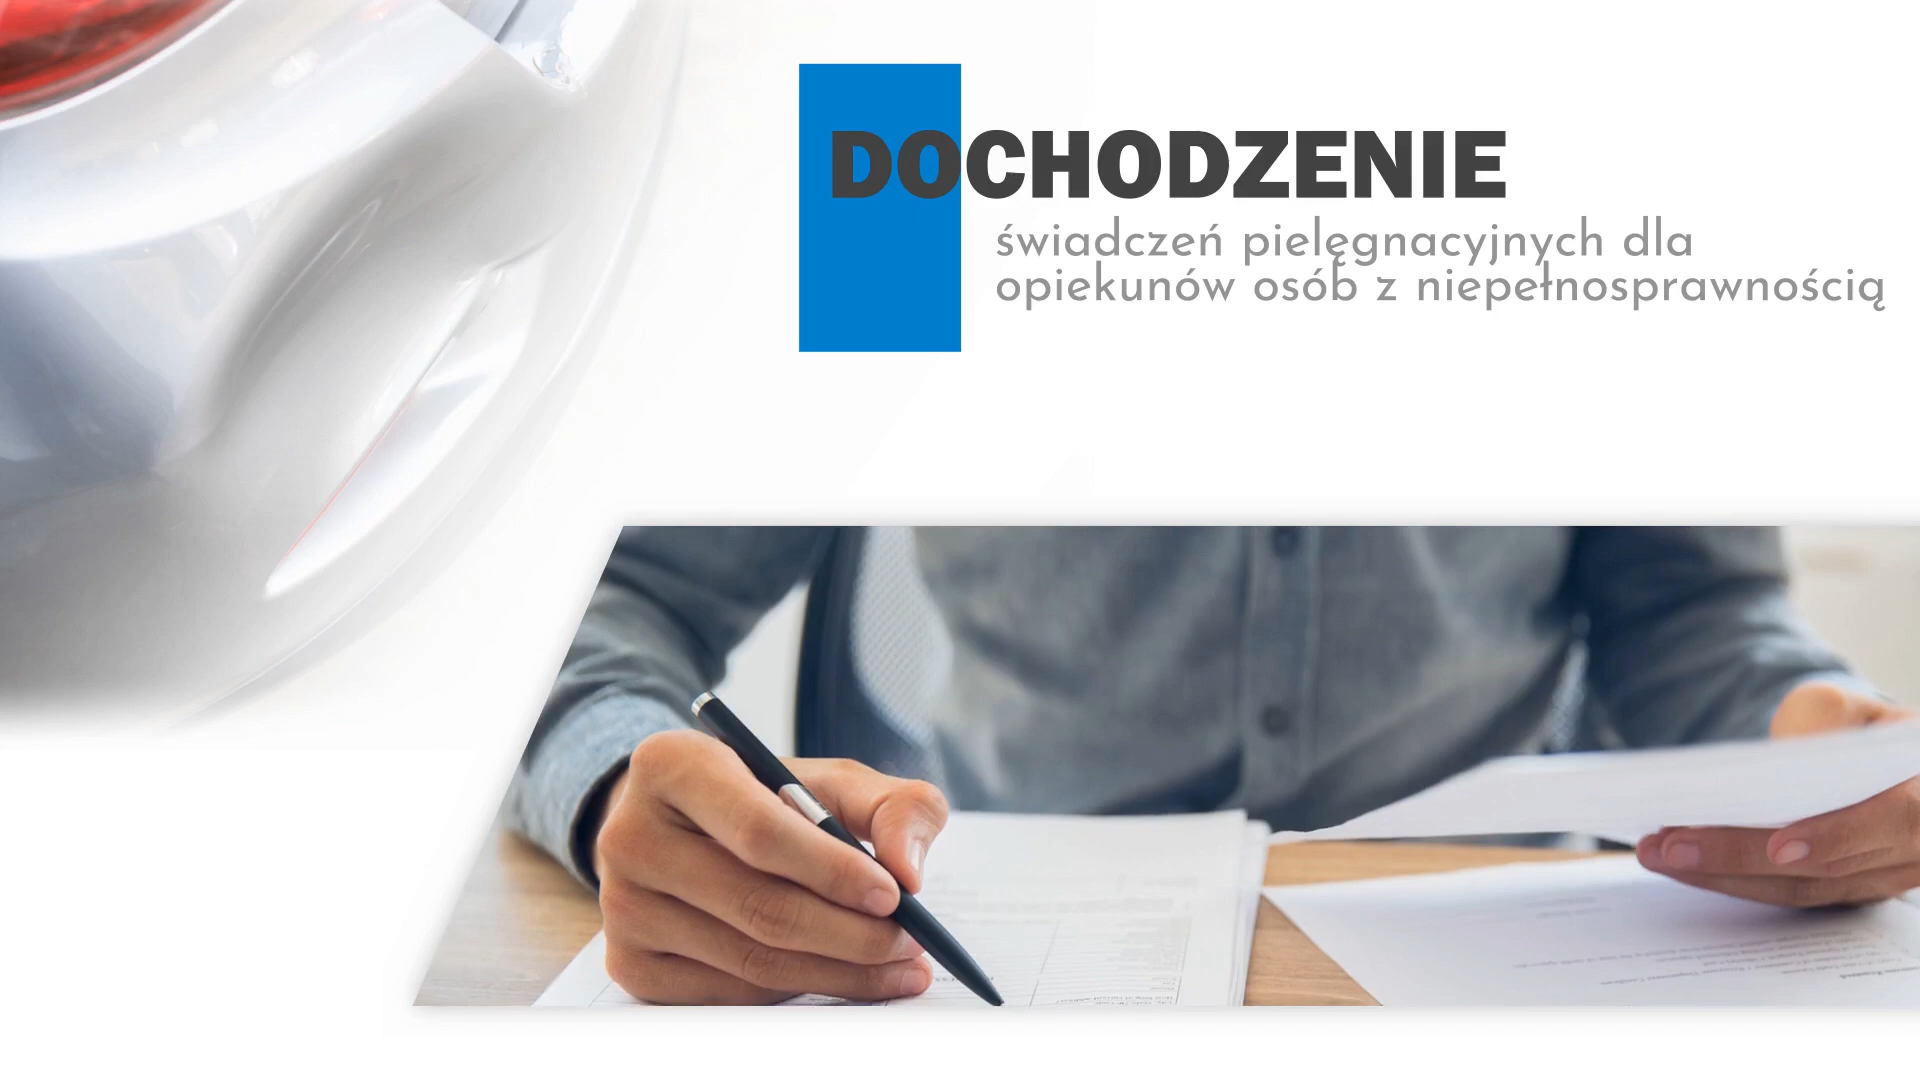 DOCHODZENIE
świadczeń pielęgnacyjnych dla
opiekunów osób z niepełnosprawnością